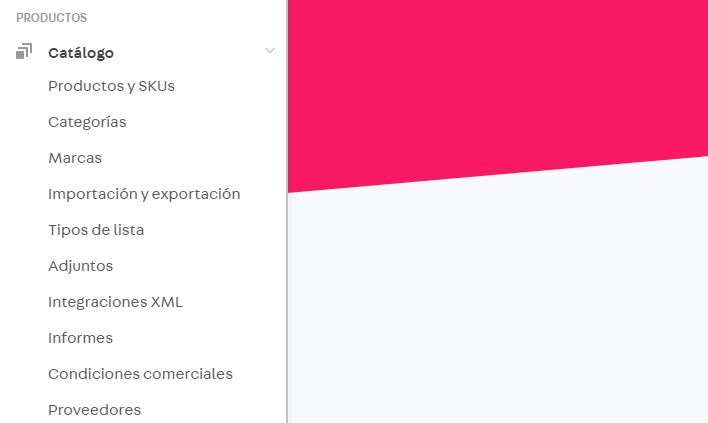 PRODUCTOS
Catálogo
Productos y SKUs
Categorías
Marcas
Importación y exportación
Tipos de lista
Adjuntos
Integraciones XML
Informes
Condiciones comerciales
Proveedores